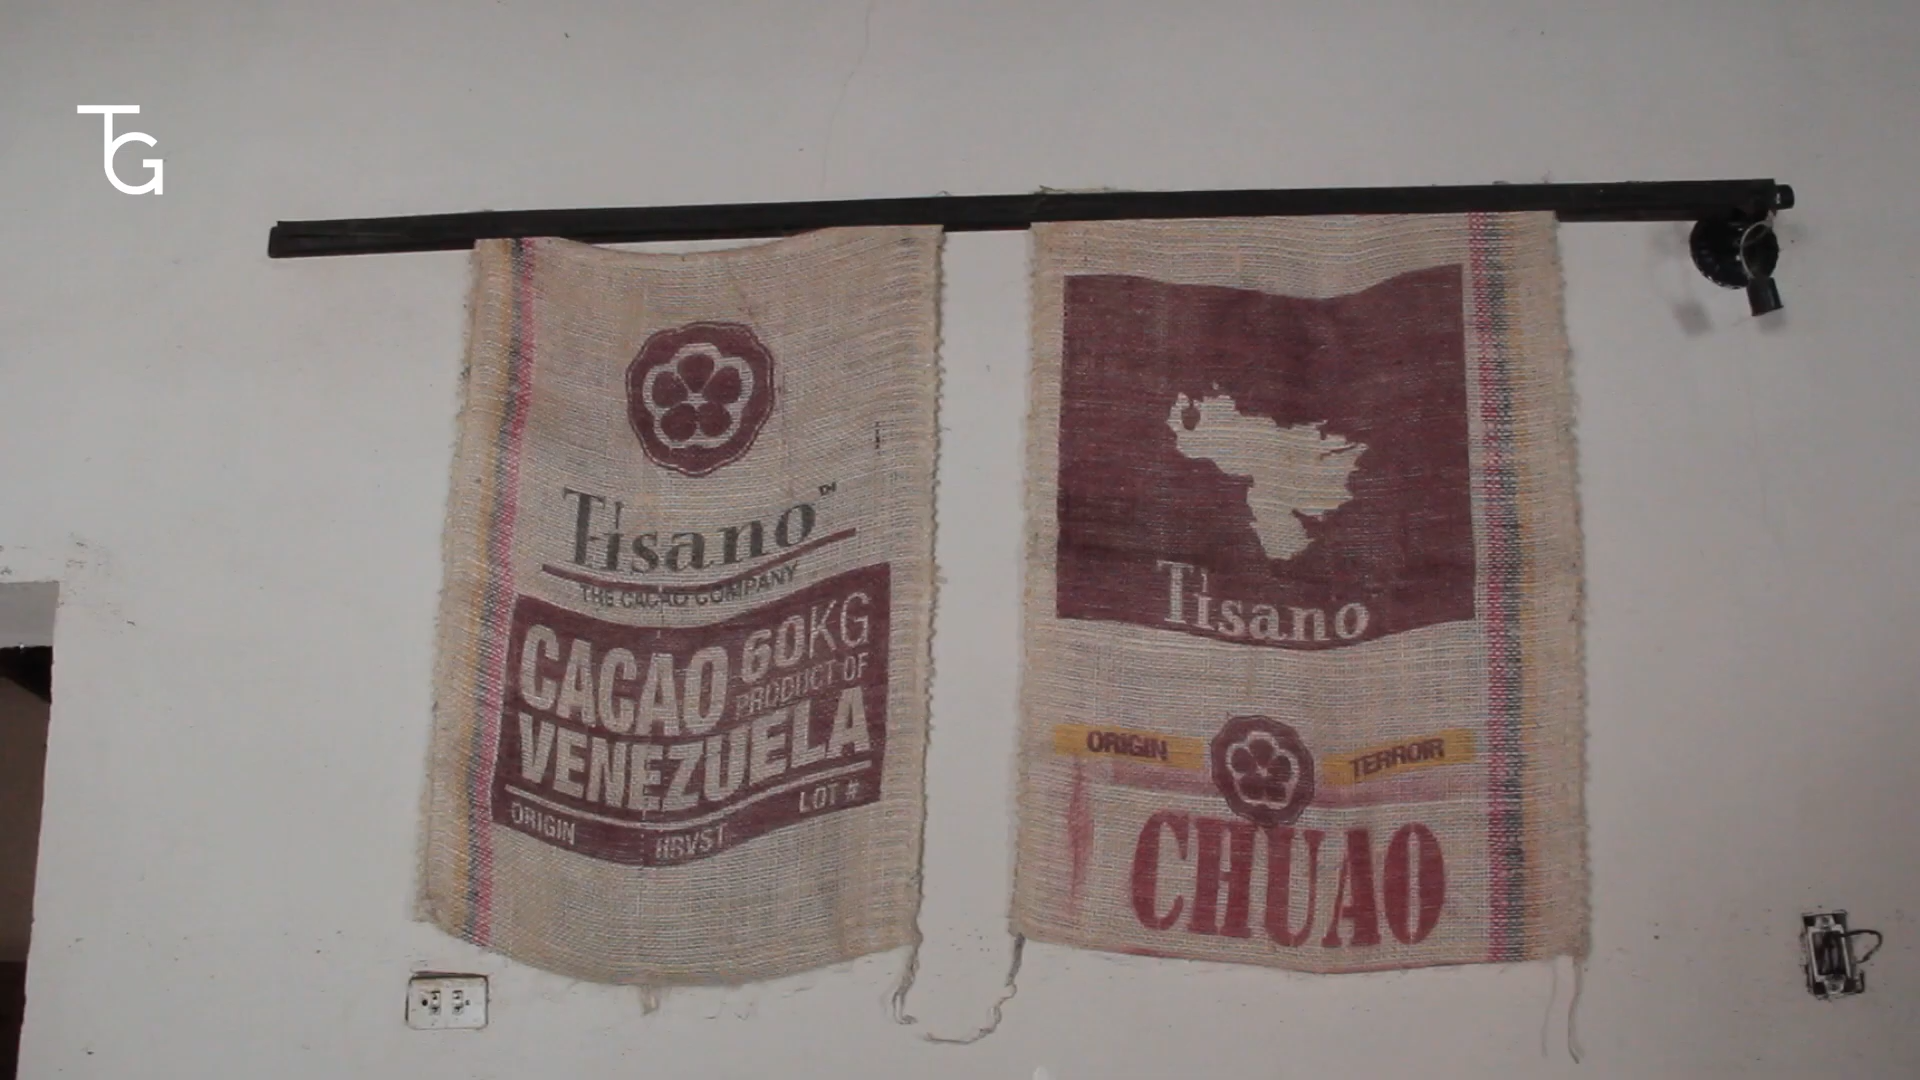 TG
Tisano™
THE CACAO COMPANY
CACAO 60KG
PRODUCT OF
VENEZUELA
ORIGIN HRVST LOT #
Tisano
ORIGIN TERROIR
CHUAO